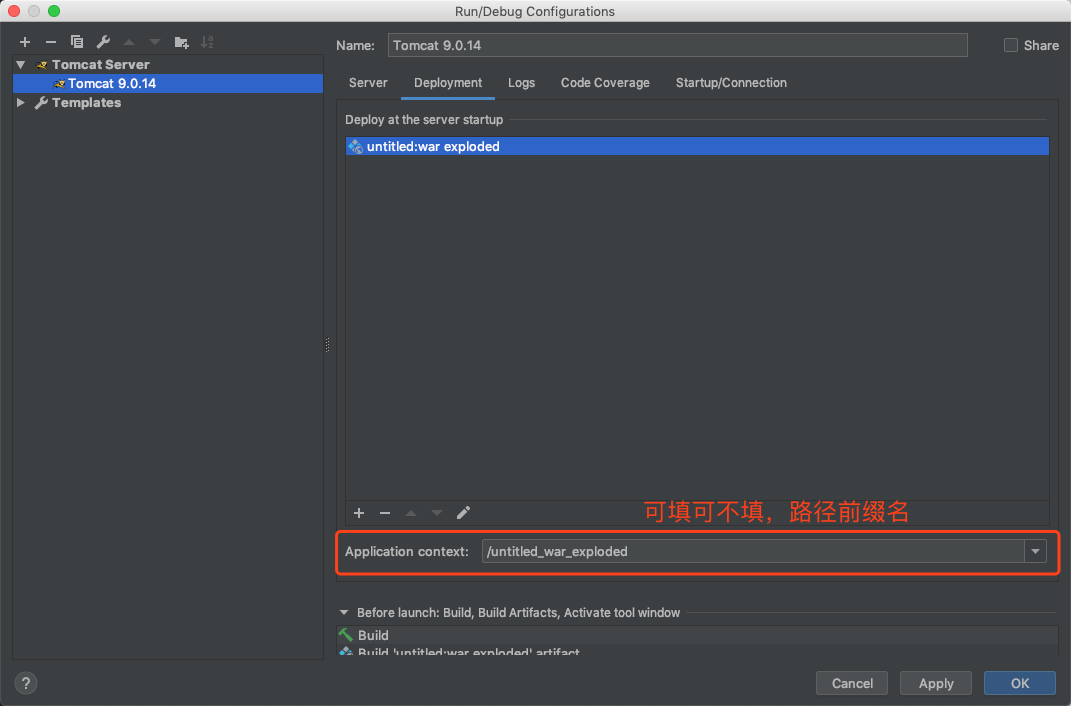 Run/Debug Configurations
Name: Tomcat 9.0.14 Share
Tomcat Server
Tomcat 9.0.14
Templates
Server Deployment Logs Code Coverage Startup/Connection
Deploy at the server startup
untitled:war exploded
可填可不填，路径前缀名
Application context: /untitled_war_exploded
Before launch: Build, Build Artifacts, Activate tool window
Build
Build 'untitled:war exploded' artifact
? Cancel Apply OK